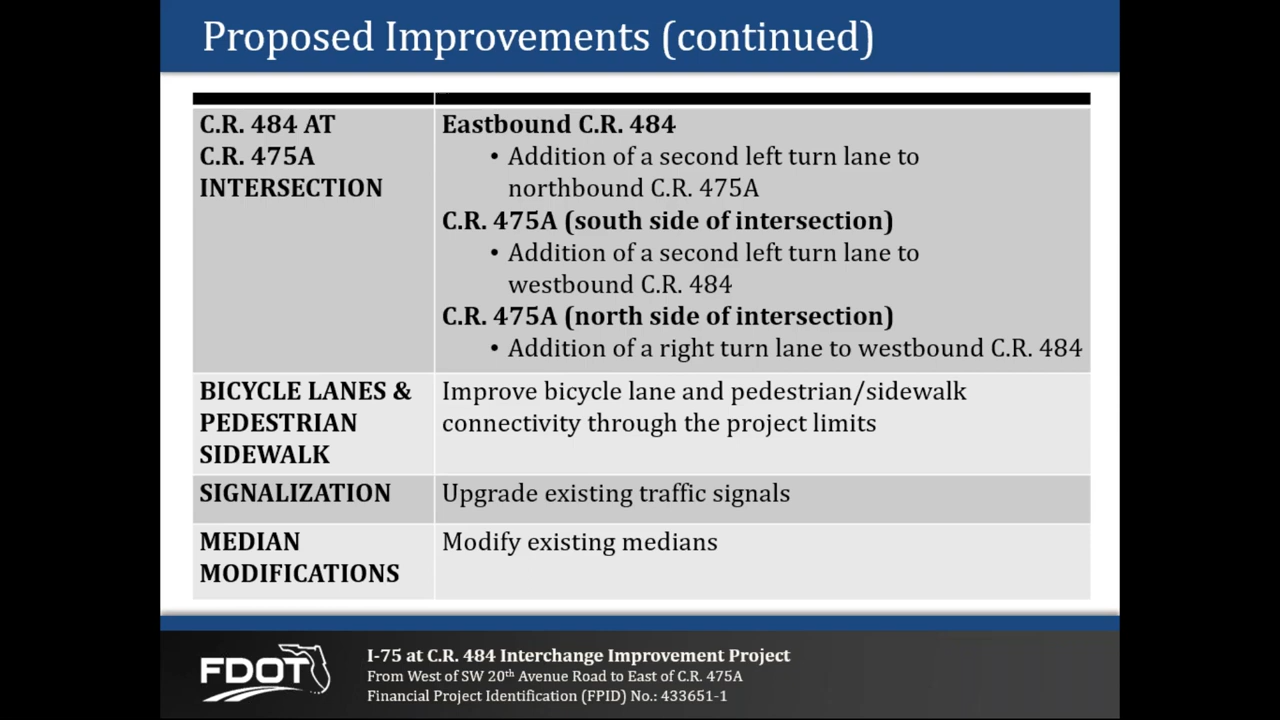 Proposed Improvements (continued)
C.R. 484 AT
C.R. 475A
INTERSECTION
Eastbound C.R. 484
• Addition of a second left turn lane to
northbound C.R. 475A
C.R. 475A (south side of intersection)
• Addition of a second left turn lane to
westbound C.R. 484
C.R. 475A (north side of intersection)
• Addition of a right turn lane to westbound C.R. 484
BICYCLE LANES &
PEDESTRIAN
SIDEWALK
Improve bicycle lane and pedestrian/sidewalk
connectivity through the project limits
SIGNALIZATION
Upgrade existing traffic signals
MEDIAN
MODIFICATIONS
Modify existing medians
FDOT
I-75 at C.R. 484 Interchange Improvement Project
From West of SW 20th Avenue Road to East of C.R. 475A
Financial Project Identification (FPID) No.: 433651-1